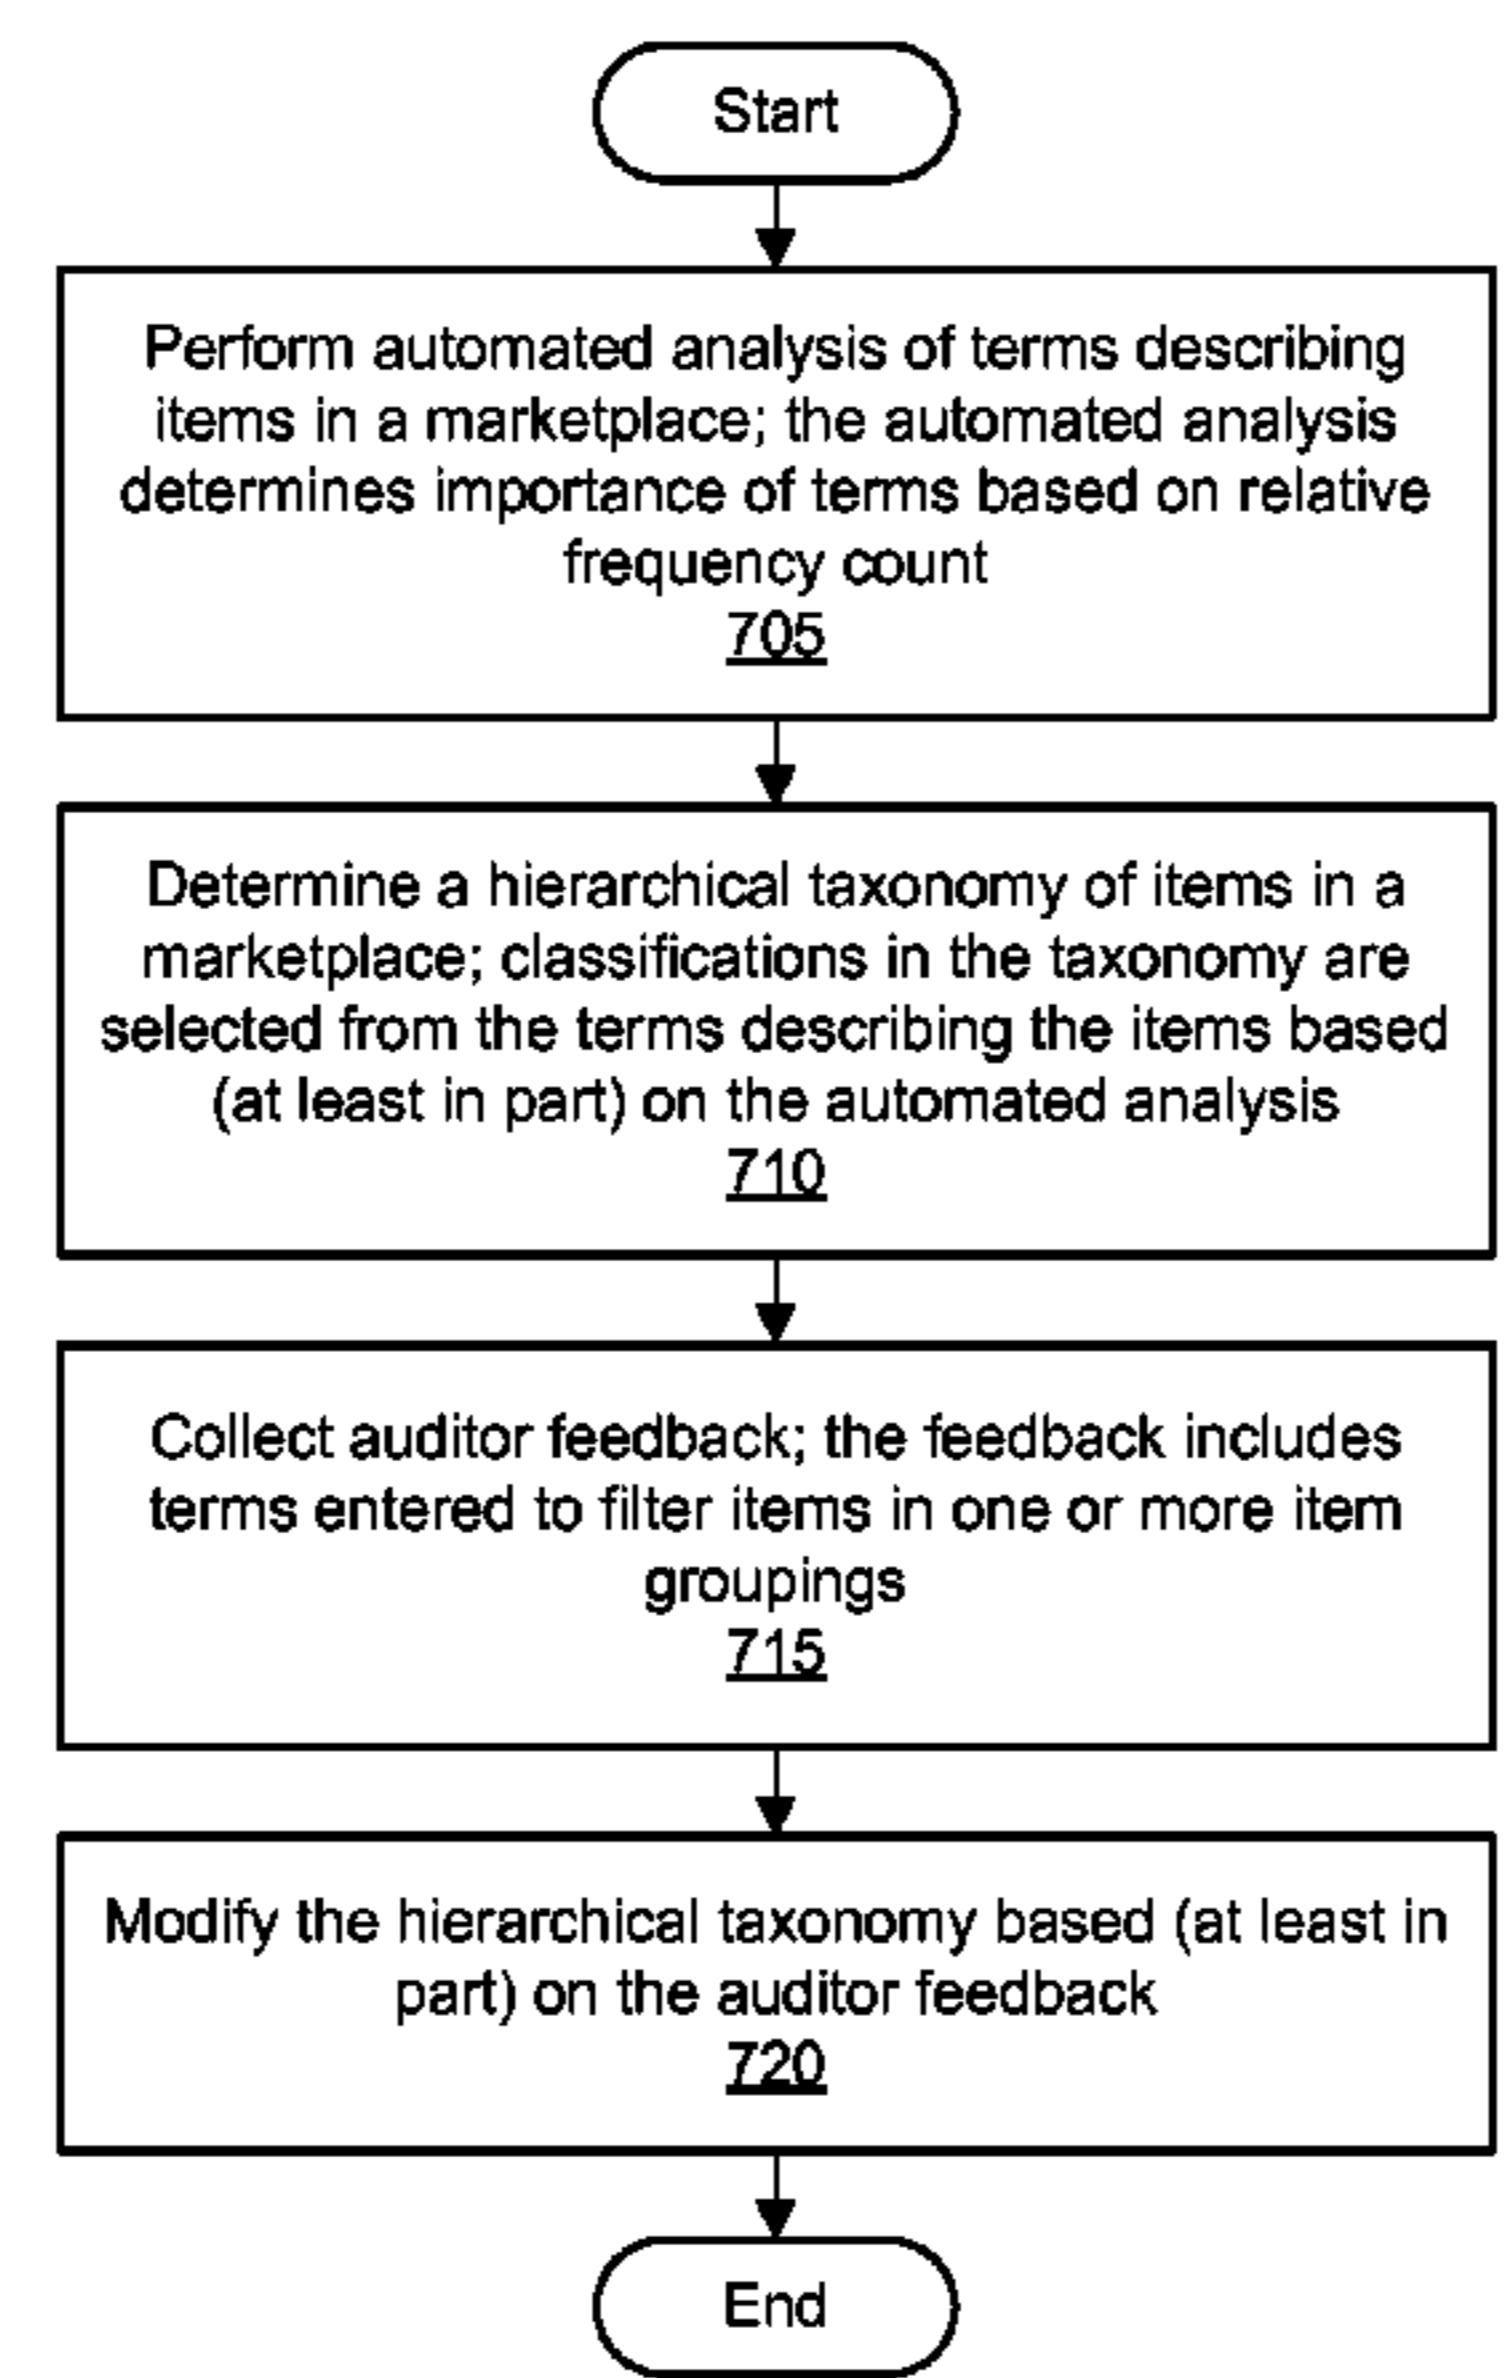 Start
Perform automated analysis of terms describing
items in a marketplace; the automated analysis
determines importance of terms based on relative
frequency count
705
Determine a hierarchical taxonomy of items in a
marketplace; classifications in the taxonomy are
selected from the terms describing the items based
(at least in part) on the automated analysis
710
Collect auditor feedback; the feedback includes
terms entered to filter items in one or more item
groupings
715
Modify the hierarchical taxonomy based (at least in
part) on the auditor feedback
720
End